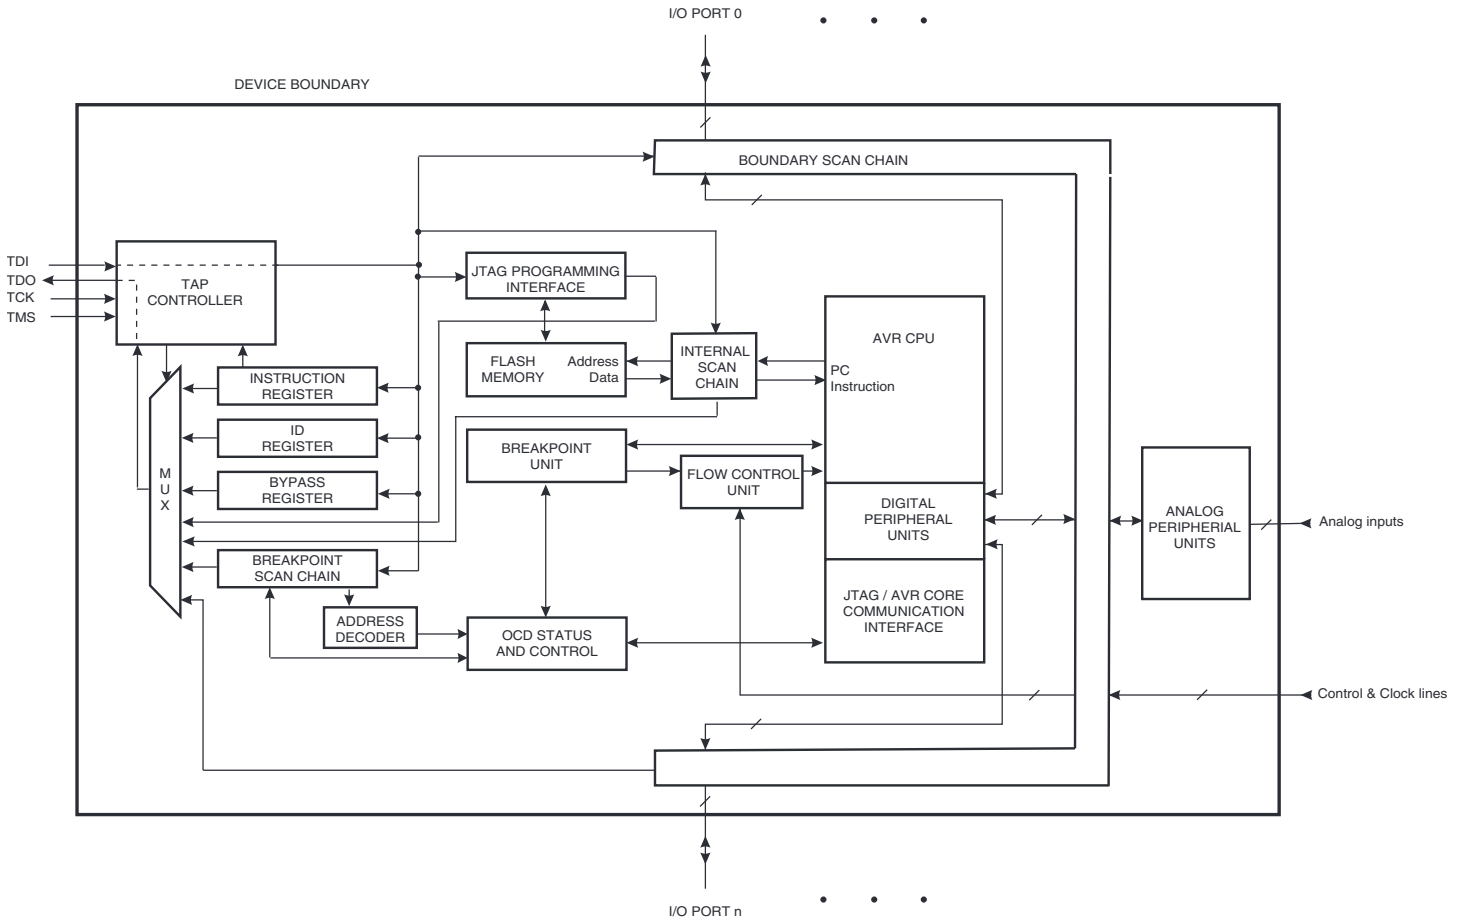 I/O PORT 0
DEVICE BOUNDARY
BOUNDARY SCAN CHAIN
TDI
TDO
TCK
TMS
TAP
CONTROLLER
JTAG PROGRAMMING
INTERFACE
FLASH
MEMORY
Address
Data
INTERNAL
SCAN
CHAIN
AVR CPU
PC
Instruction
INSTRUCTION
REGISTER
ID
REGISTER
BYPASS
REGISTER
M
U
X
BREAKPOINT
UNIT
FLOW CONTROL
UNIT
DIGITAL
PERIPHERAL
UNITS
ANALOG
PERIPHERIAL
UNITS
Analog inputs
BREAKPOINT
SCAN CHAIN
ADDRESS
DECODER
OCD STATUS
AND CONTROL
JTAG / AVR CORE
COMMUNICATION
INTERFACE
Control & Clock lines
I/O PORT n